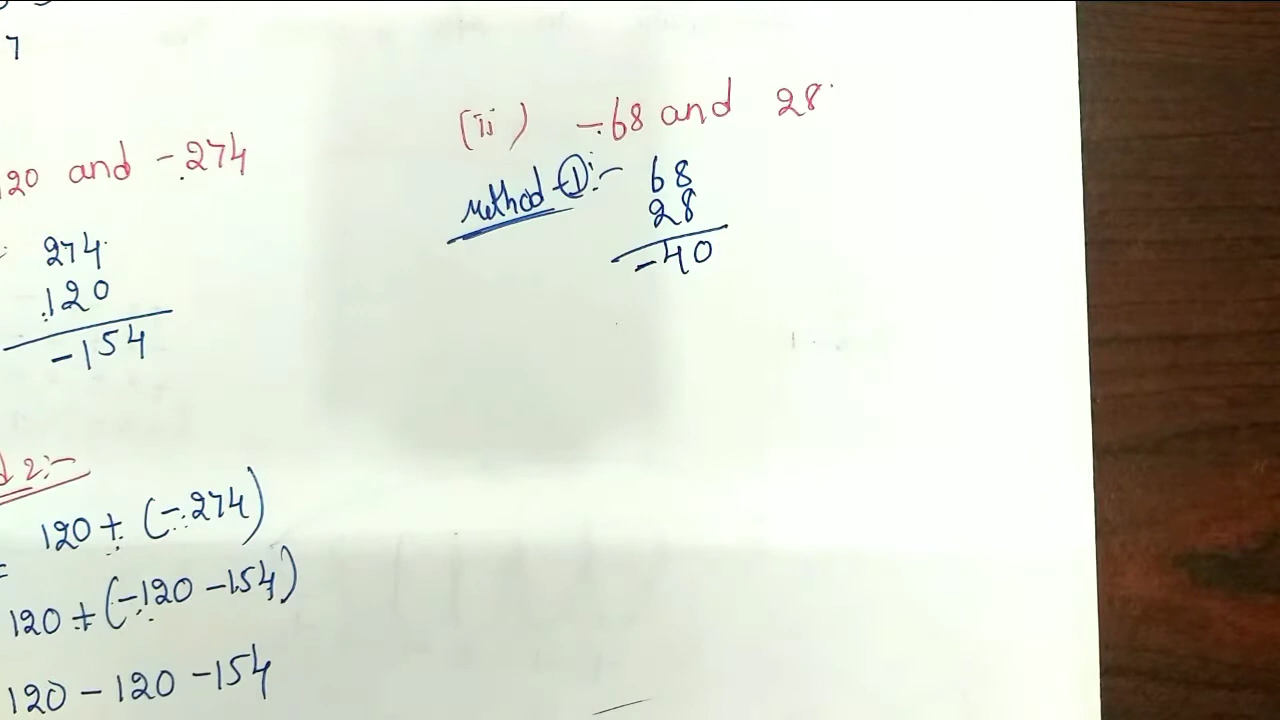 7
120 and -274
274
120
-154
d 2:-
120 + (-274)
=
120 + (-120 -154)
120 - 120 -154
(ii) -68 and 28
Method -①:- 68
28
-40